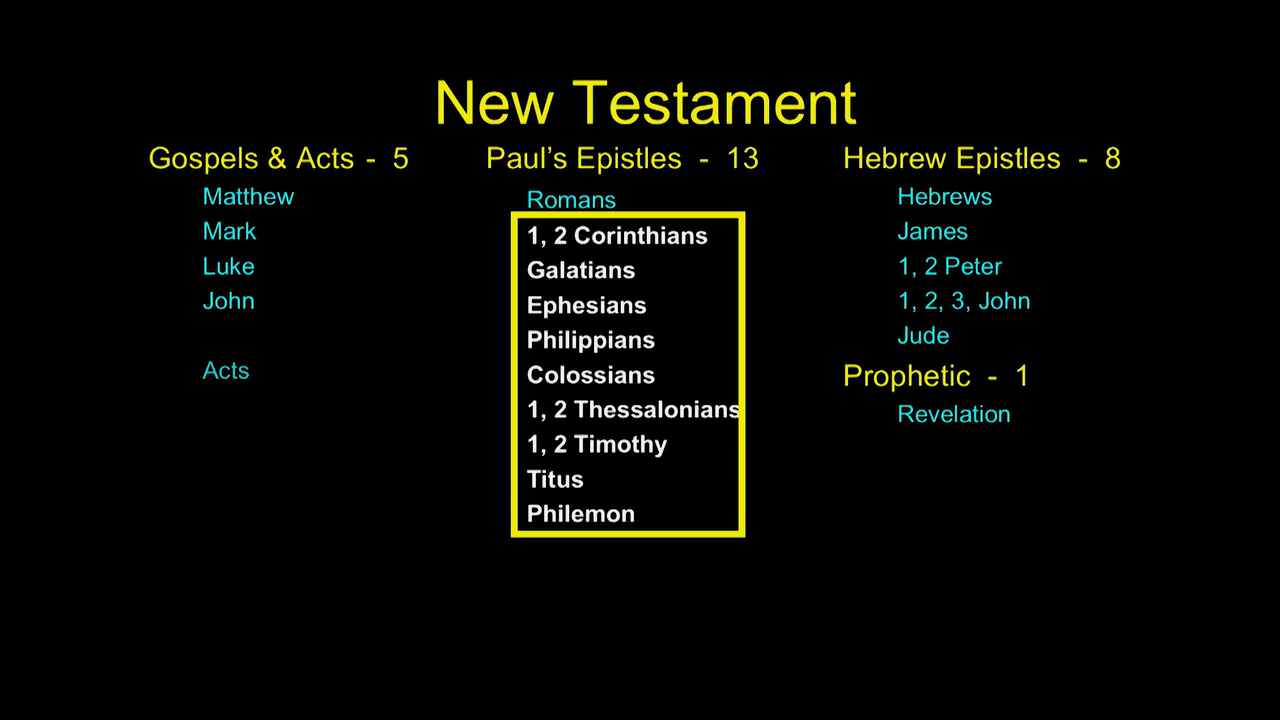 New Testament
Gospels & Acts - 5
Matthew
Mark
Luke
John
Acts
Paul’s Epistles - 13
Romans
1, 2 Corinthians
Galatians
Ephesians
Philippians
Colossians
1, 2 Thessalonians
1, 2 Timothy
Titus
Philemon
Hebrew Epistles - 8
Hebrews
James
1, 2 Peter
1, 2, 3, John
Jude
Prophetic - 1
Revelation